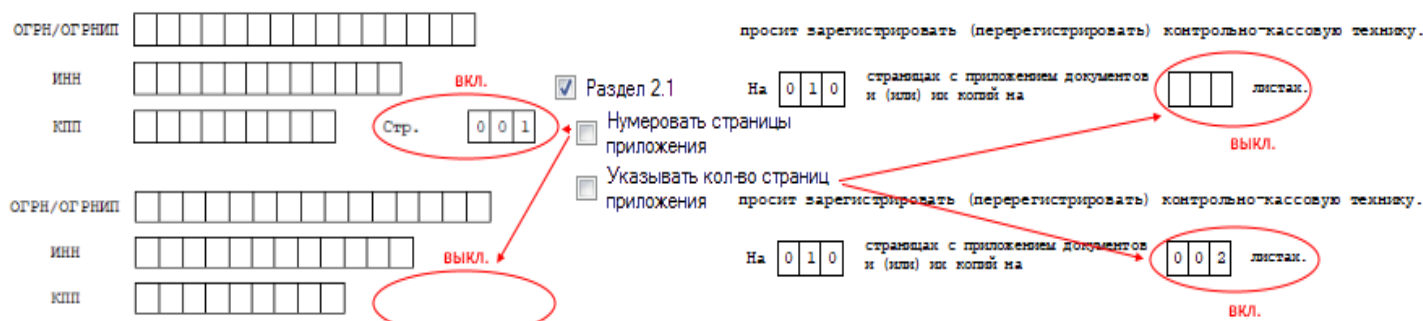 ОГРН/ОГРНИП
ИНН
вкл.
КПП
Стр. 001
ОГРН/ОГРНИП
ИНН
выкл.
КПП
Раздел 2.1
Нумеровать страницы
приложения
Указывать кол-во страниц
приложения
просит зарегистрировать (перерегистрировать) контрольно-кассовую технику.
На 010 страницах с приложением документов
и (или) их копий на листах.
выкл.
просит зарегистрировать (перерегистрировать) контрольно-кассовую технику.
На 010 страницах с приложением документов
и (или) их копий на 002 листах.
вкл.